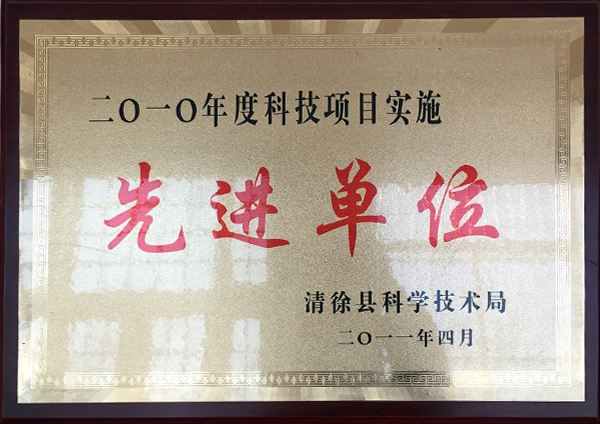 二〇一〇年度科技项目实施
先进单位
清徐县科学技术局
二〇一一年四月